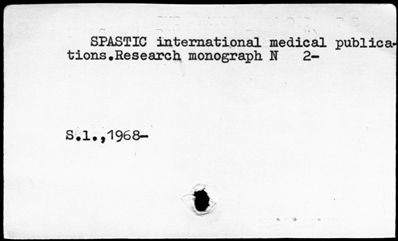 SPASTIC international medical publica-
tions.Research monograph N 2-
S.l.,1968-